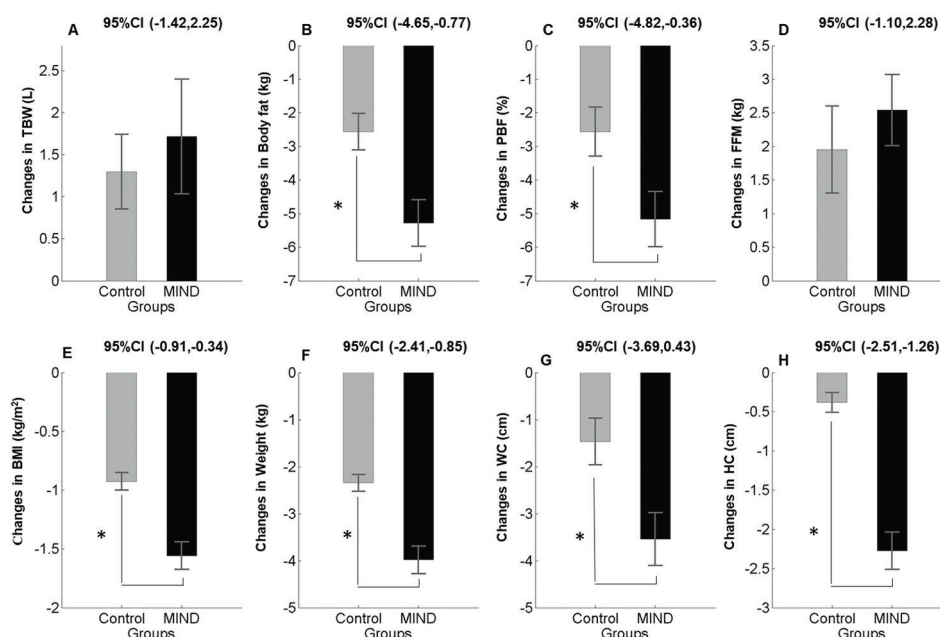 A 95%CI (-1.42,2.25)
Changes in TBW (L)
2.5
2
1.5
1
0.5
0
Control MIND
Groups
B 95%CI (-4.65,-0.77)
Changes in Body fat (kg)
0
-1
-2
-3
-4
-5
-6
-7
*
Control MIND
Groups
C 95%CI (-4.82,-0.36)
Changes in PBF (%)
0
-1
-2
-3
-4
-5
-6
-7
*
Control MIND
Groups
D 95%CI (-1.10,2.28)
Changes in FFM (kg)
3.5
3
2.5
2
1.5
1
0.5
0
Control MIND
Groups
E 95%CI (-0.91,-0.34)
Changes in BMI (kg/m²)
0
-0.5
-1
-1.5
-2
*
Control MIND
Groups
F 95%CI (-2.41,-0.85)
Changes in Weight (kg)
0
-1
-2
-3
-4
-5
*
Control MIND
Groups
G 95%CI (-3.69,0.43)
Changes in WC (cm)
0
-1
-2
-3
-4
-5
*
Control MIND
Groups
H 95%CI (-2.51,-1.26)
Changes in HC (cm)
0
-0.5
-1
-1.5
-2
-2.5
-3
*
Control MIND
Groups